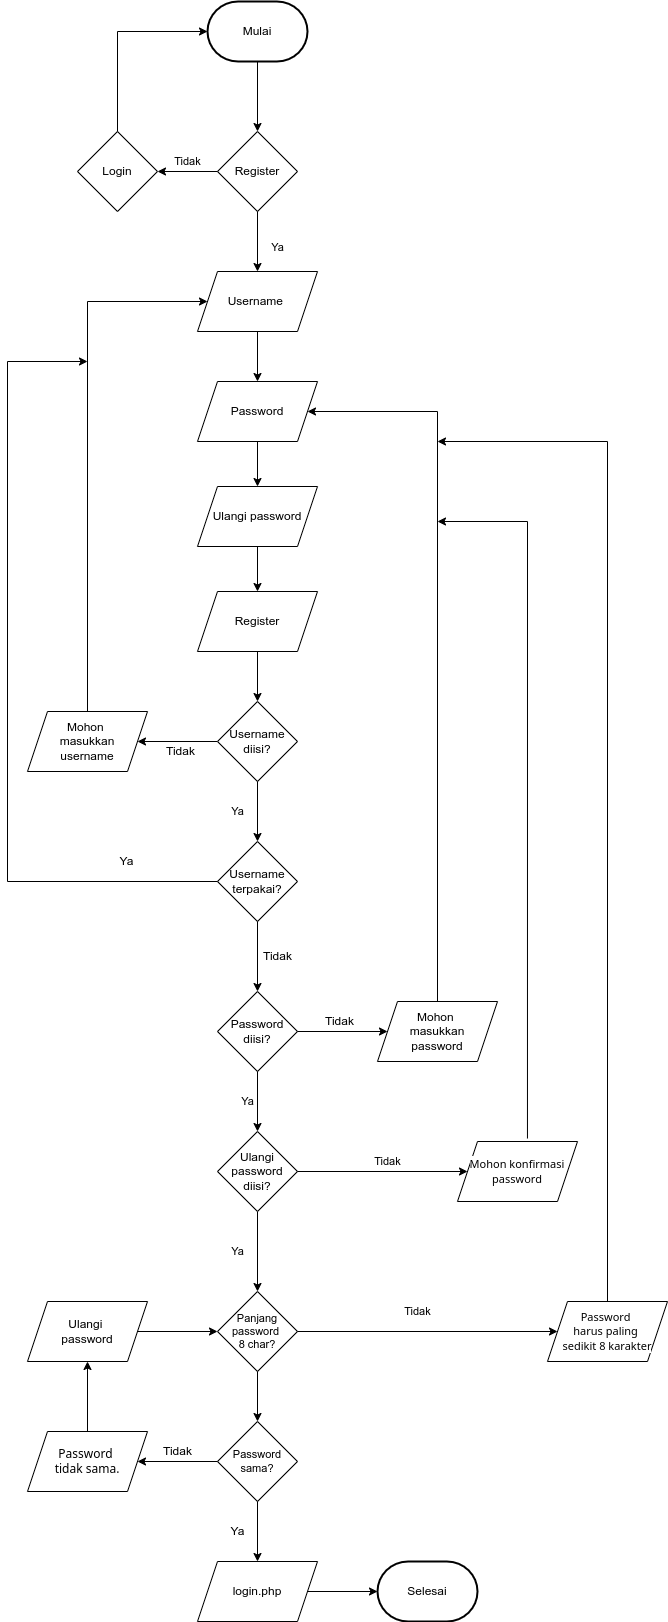 Mulai
Login
Tidak
Register
Ya
Username
Password
Ulangi password
Register
Mohon
masukkan
username
Tidak
Username
diisi?
Ya
Ya
Username
terpakai?
Tidak
Password
diisi?
Tidak
Mohon
masukkan
password
Ya
Ulangi
password
diisi?
Tidak
Mohon konfirmasi
password
Ya
Ulangi
password
Panjang
password
8 char?
Tidak
Password
harus paling
sedikit 8 karakter
Password
tidak sama.
Tidak
Password
sama?
Ya
login.php
Selesai